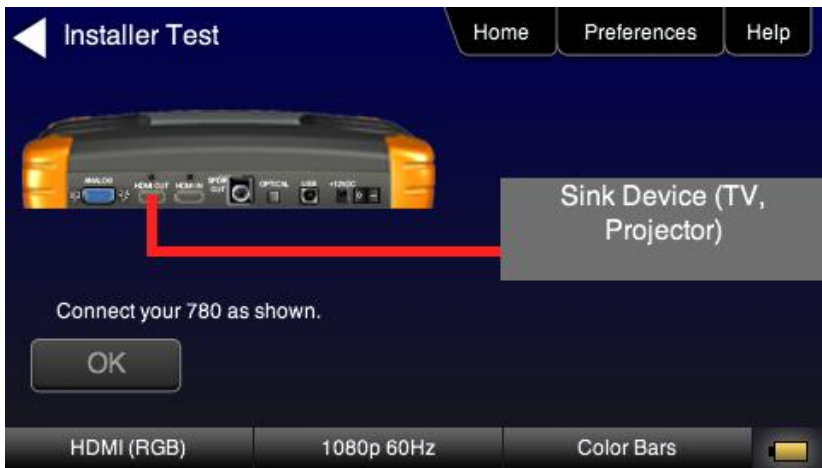 Installer Test
Home
Preferences
Help
ANALOG
HDMI OUT
HDMI IN
SPDIF
OUT
OPTICAL
USB
+12VDC
Sink Device (TV,
Projector)
Connect your 780 as shown.
OK
HDMI (RGB)
1080p 60Hz
Color Bars